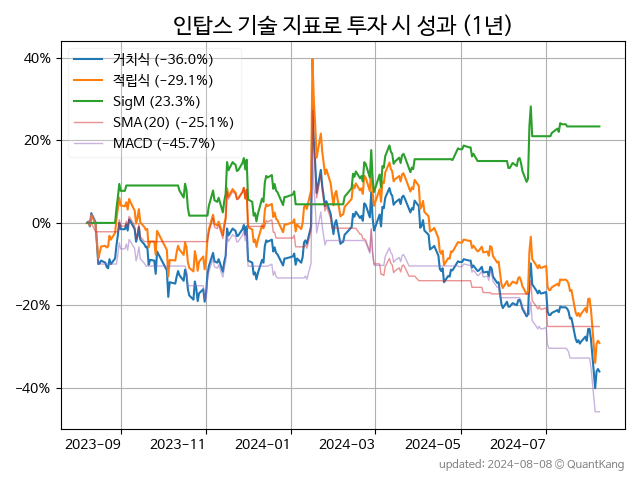 인탑스 기술 지표로 투자 시 성과 (1년)
거치식 (−36.0%)
적립식 (−29.1%)
SigM (23.3%)
SMA(20) (−25.1%)
MACD (−45.7%)
40%
20%
0%
−20%
−40%
2023-09 2023-11 2024-01 2024-03 2024-05 2024-07
updated: 2024-08-08 © QuantKang